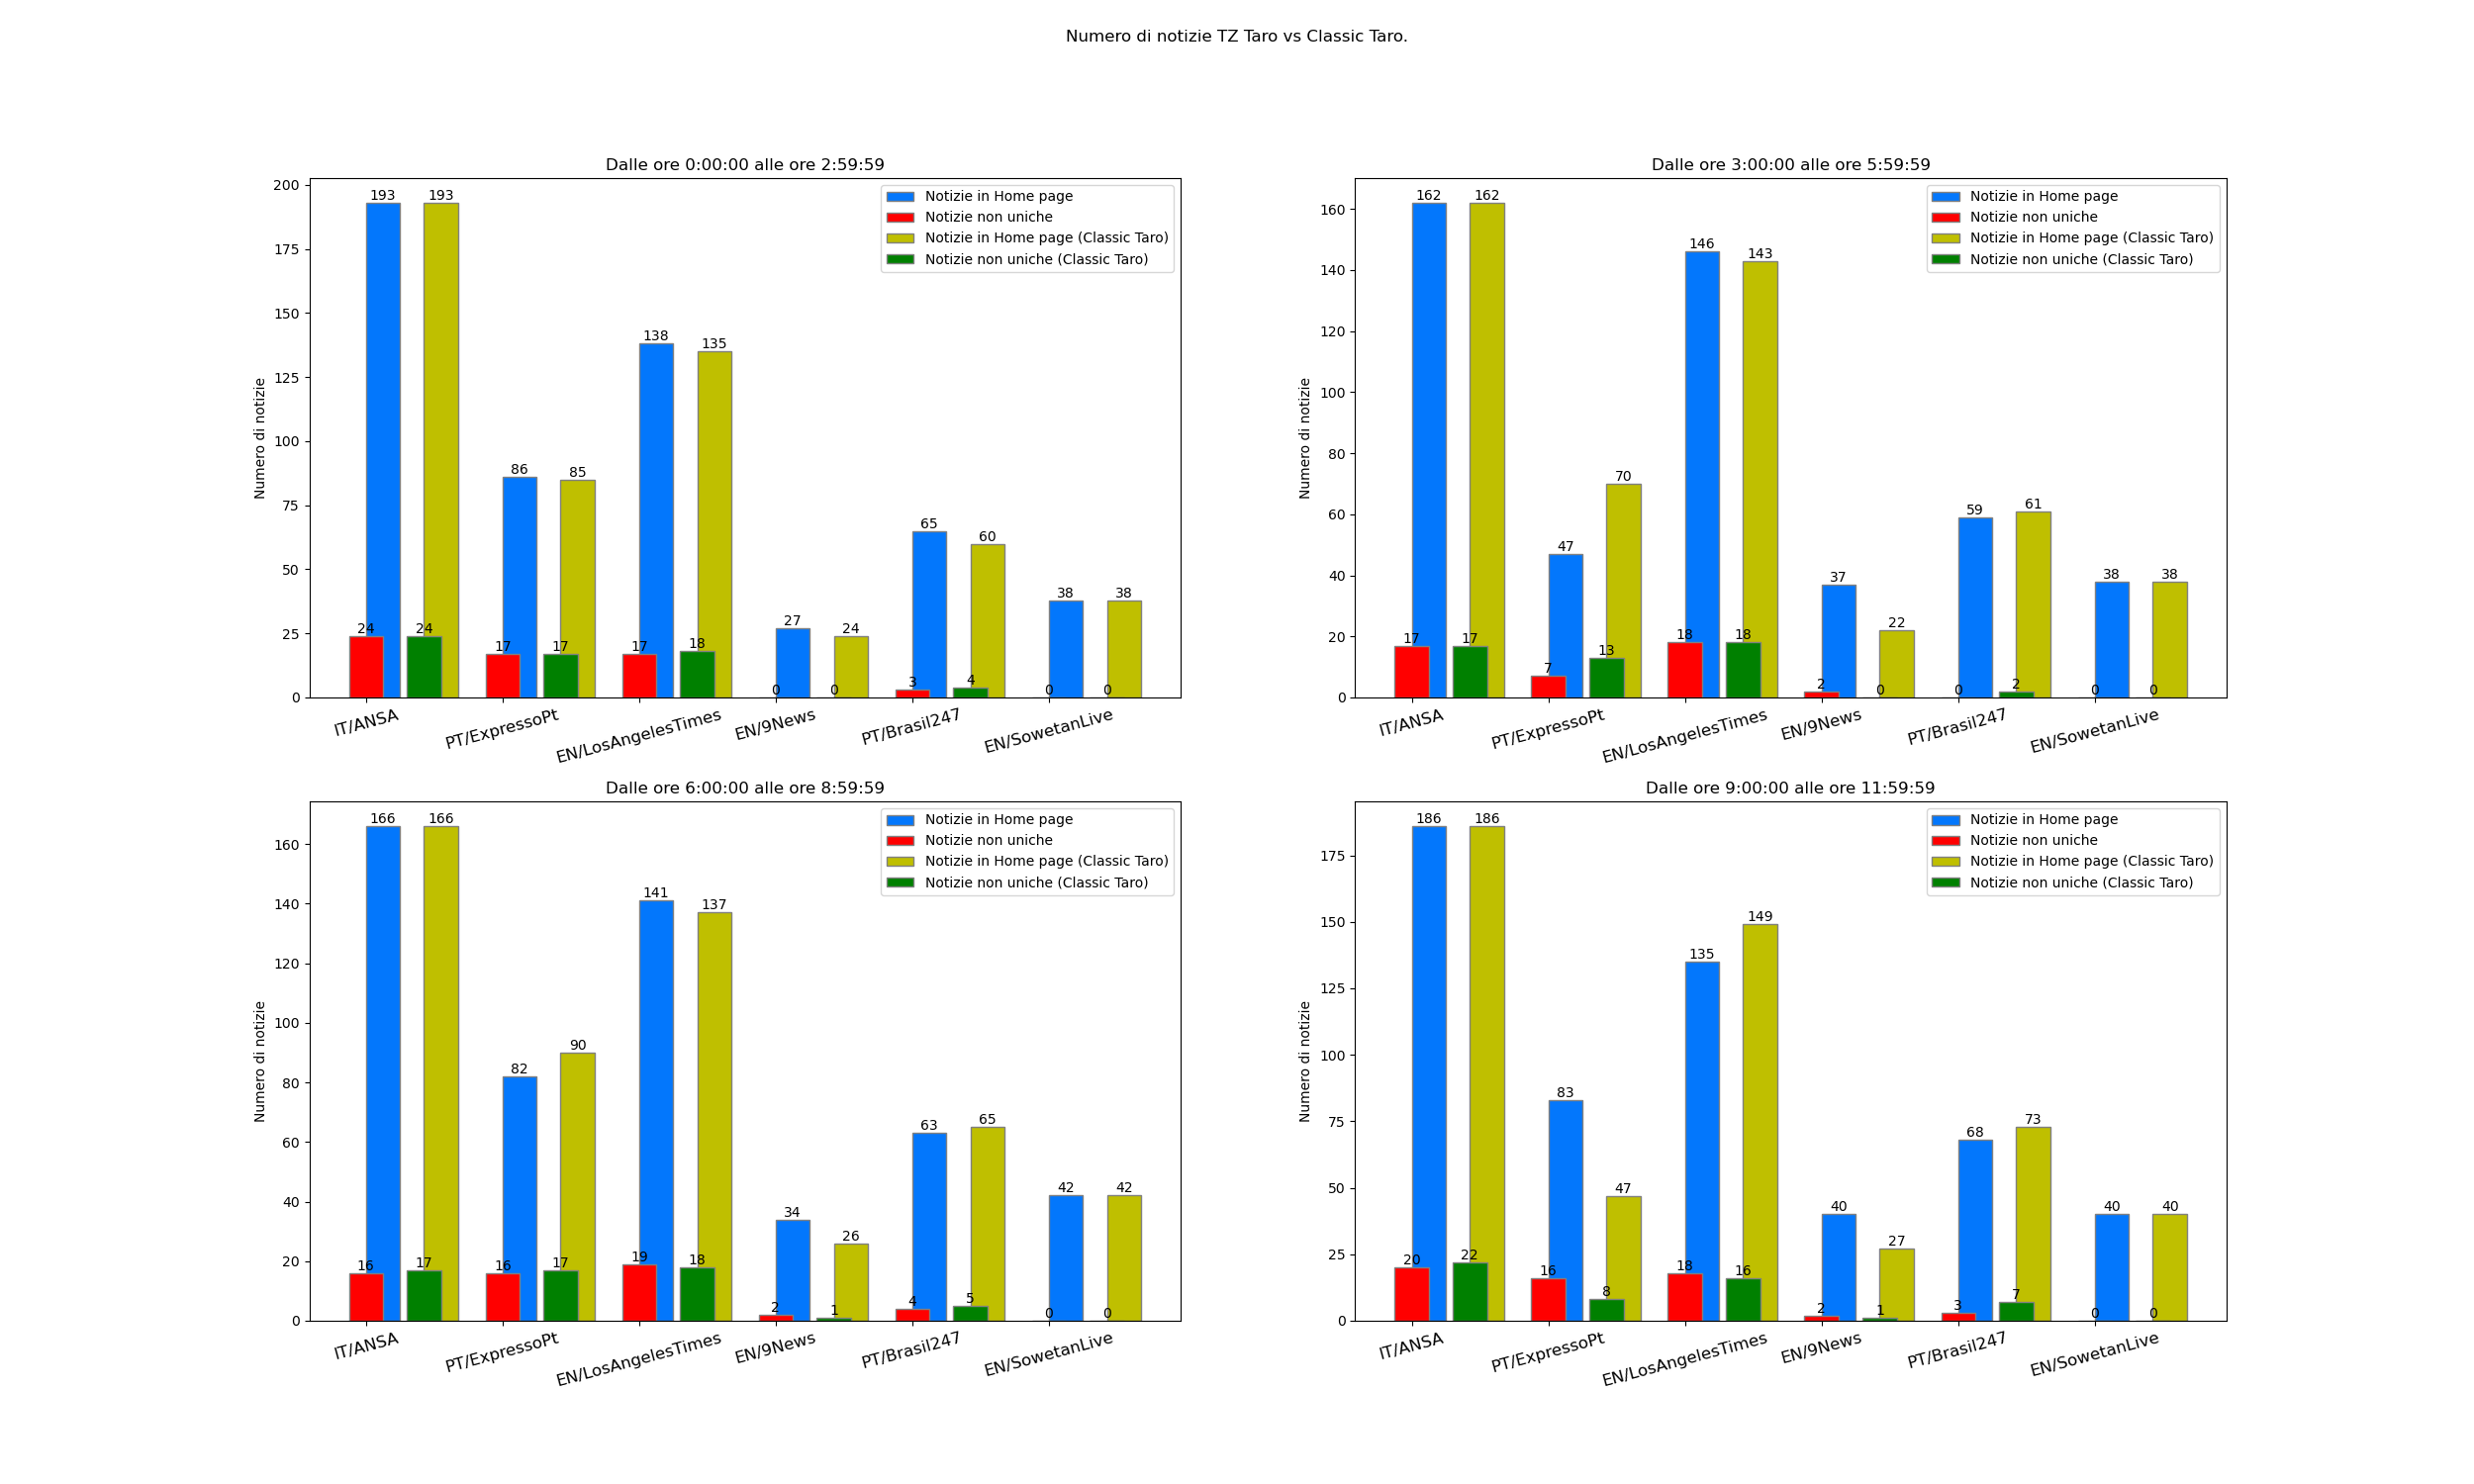 Numero di notizie TZ Taro vs Classic Taro.
Dalle ore 0:00:00 alle ore 2:59:59
Numero di notizie
200
175
150
125
100
75
50
25
0
193 193
24 24
86 85
17 17
138 135
17 18
27 24
0 0
65 60
3 4
38 38
0 0
Notizie in Home page
Notizie non uniche
Notizie in Home page (Classic Taro)
Notizie non uniche (Classic Taro)
IT/ANSA
PT/ExpressoPt
EN/LosAngelesTimes
EN/9News
PT/Brasil247
EN/SowetanLive
Dalle ore 3:00:00 alle ore 5:59:59
Numero di notizie
160
140
120
100
80
60
40
20
0
162 162
17 17
47 70
7 13
146 143
18 18
37 22
2 0
59 61
0 2
38 38
0 0
Notizie in Home page
Notizie non uniche
Notizie in Home page (Classic Taro)
Notizie non uniche (Classic Taro)
IT/ANSA
PT/ExpressoPt
EN/LosAngelesTimes
EN/9News
PT/Brasil247
EN/SowetanLive
Dalle ore 6:00:00 alle ore 8:59:59
Numero di notizie
160
140
120
100
80
60
40
20
0
166 166
16 17
82 90
16 17
141 137
19 18
34 26
2 1
63 65
4 5
42 42
0 0
Notizie in Home page
Notizie non uniche
Notizie in Home page (Classic Taro)
Notizie non uniche (Classic Taro)
IT/ANSA
PT/ExpressoPt
EN/LosAngelesTimes
EN/9News
PT/Brasil247
EN/SowetanLive
Dalle ore 9:00:00 alle ore 11:59:59
Numero di notizie
175
150
125
100
75
50
25
0
186 186
20 22
83 47
16 8
135 149
18 16
40 27
2 1
68 73
3 7
40 40
0 0
Notizie in Home page
Notizie non uniche
Notizie in Home page (Classic Taro)
Notizie non uniche (Classic Taro)
IT/ANSA
PT/ExpressoPt
EN/LosAngelesTimes
EN/9News
PT/Brasil247
EN/SowetanLive